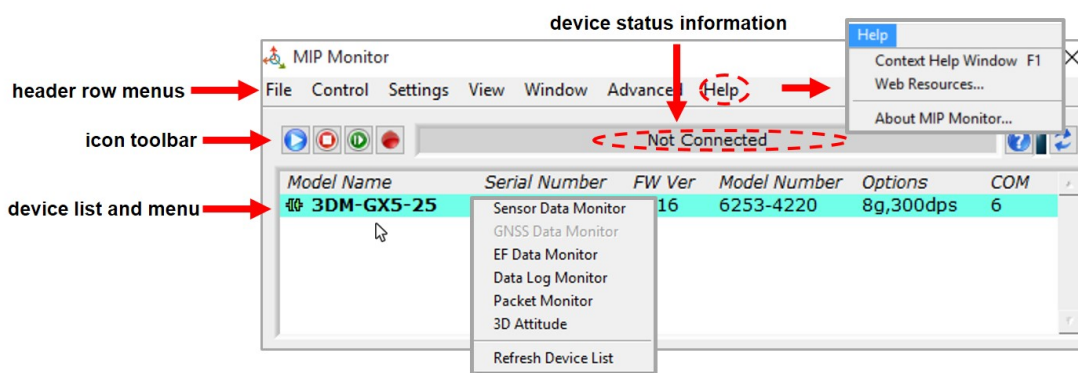 device status information
Help
MIP Monitor
Context Help Window F1
header row menus
File Control Settings View Window Advanced Help
Web Resources...
About MIP Monitor...
icon toolbar
Not Connected
Model Name Serial Number FW Ver Model Number Options COM
device list and menu
3DM-GX5-25 16 6253-4220 8g,300dps 6
Sensor Data Monitor
GNSS Data Monitor
EF Data Monitor
Data Log Monitor
Packet Monitor
3D Attitude
Refresh Device List